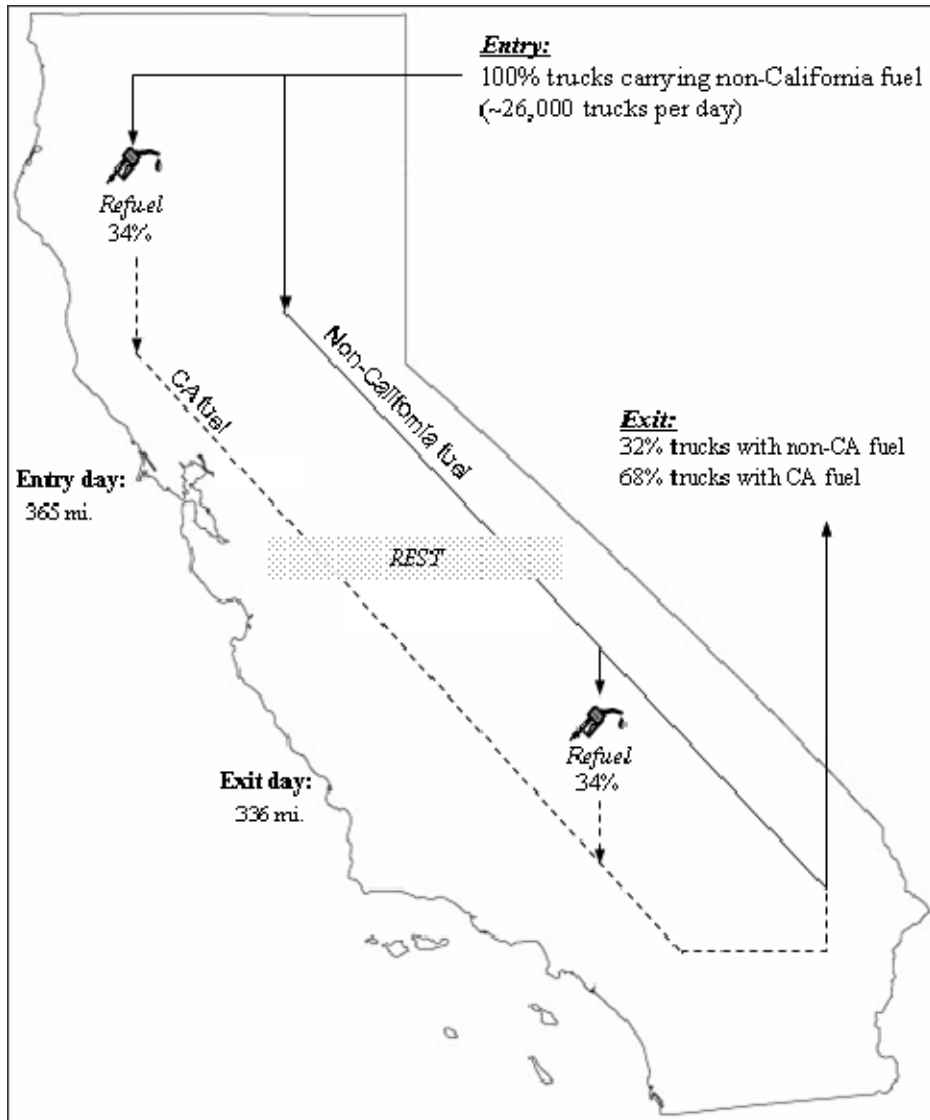 Entry:
100% trucks carrying non-California fuel
(~26,000 trucks per day)
Refuel
34%
CA fuel
Non-California fuel
Exit:
32% trucks with non-CA fuel
68% trucks with CA fuel
Entry day:
365 mi.
REST
Refuel
34%
Exit day:
336 mi.